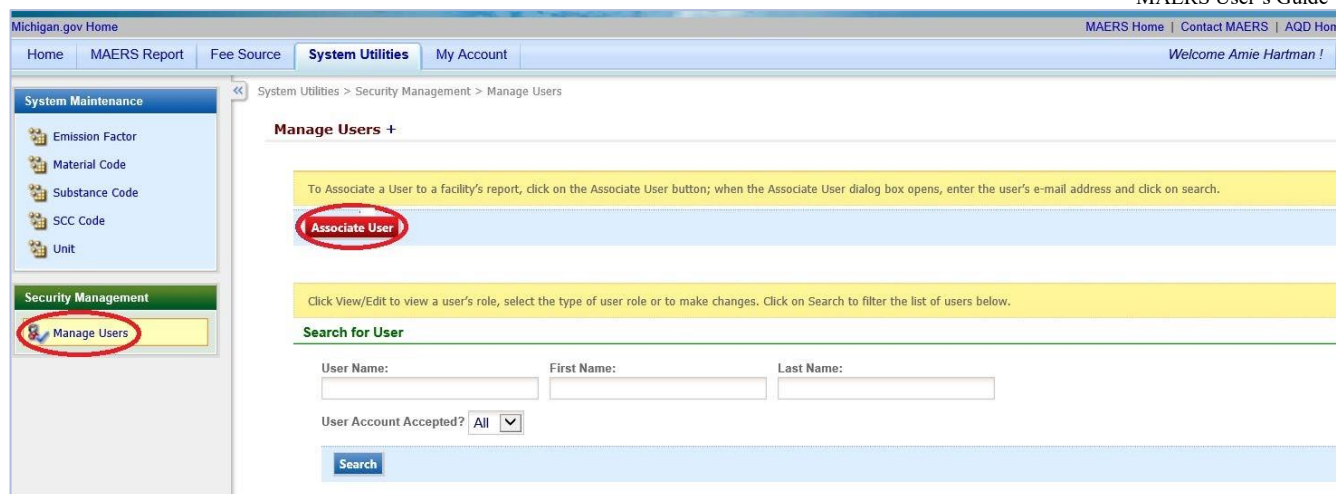 MAERS User's Guide
Michigan.gov Home
MAERS Home | Contact MAERS | AQD Hom
Home MAERS Report Fee Source System Utilities My Account Welcome Amie Hartman !
System Maintenance
Emission Factor
Material Code
Substance Code
SCC Code
Unit
Security Management
Manage Users
System Utilities > Security Management > Manage Users
Manage Users +
To Associate a User to a facility's report, click on the Associate User button; when the Associate User dialog box opens, enter the user's e-mail address and click on search.
Associate User
Click View/Edit to view a user's role, select the type of user role or to make changes. Click on Search to filter the list of users below.
Search for User
User Name: First Name: Last Name:
User Account Accepted? All
Search